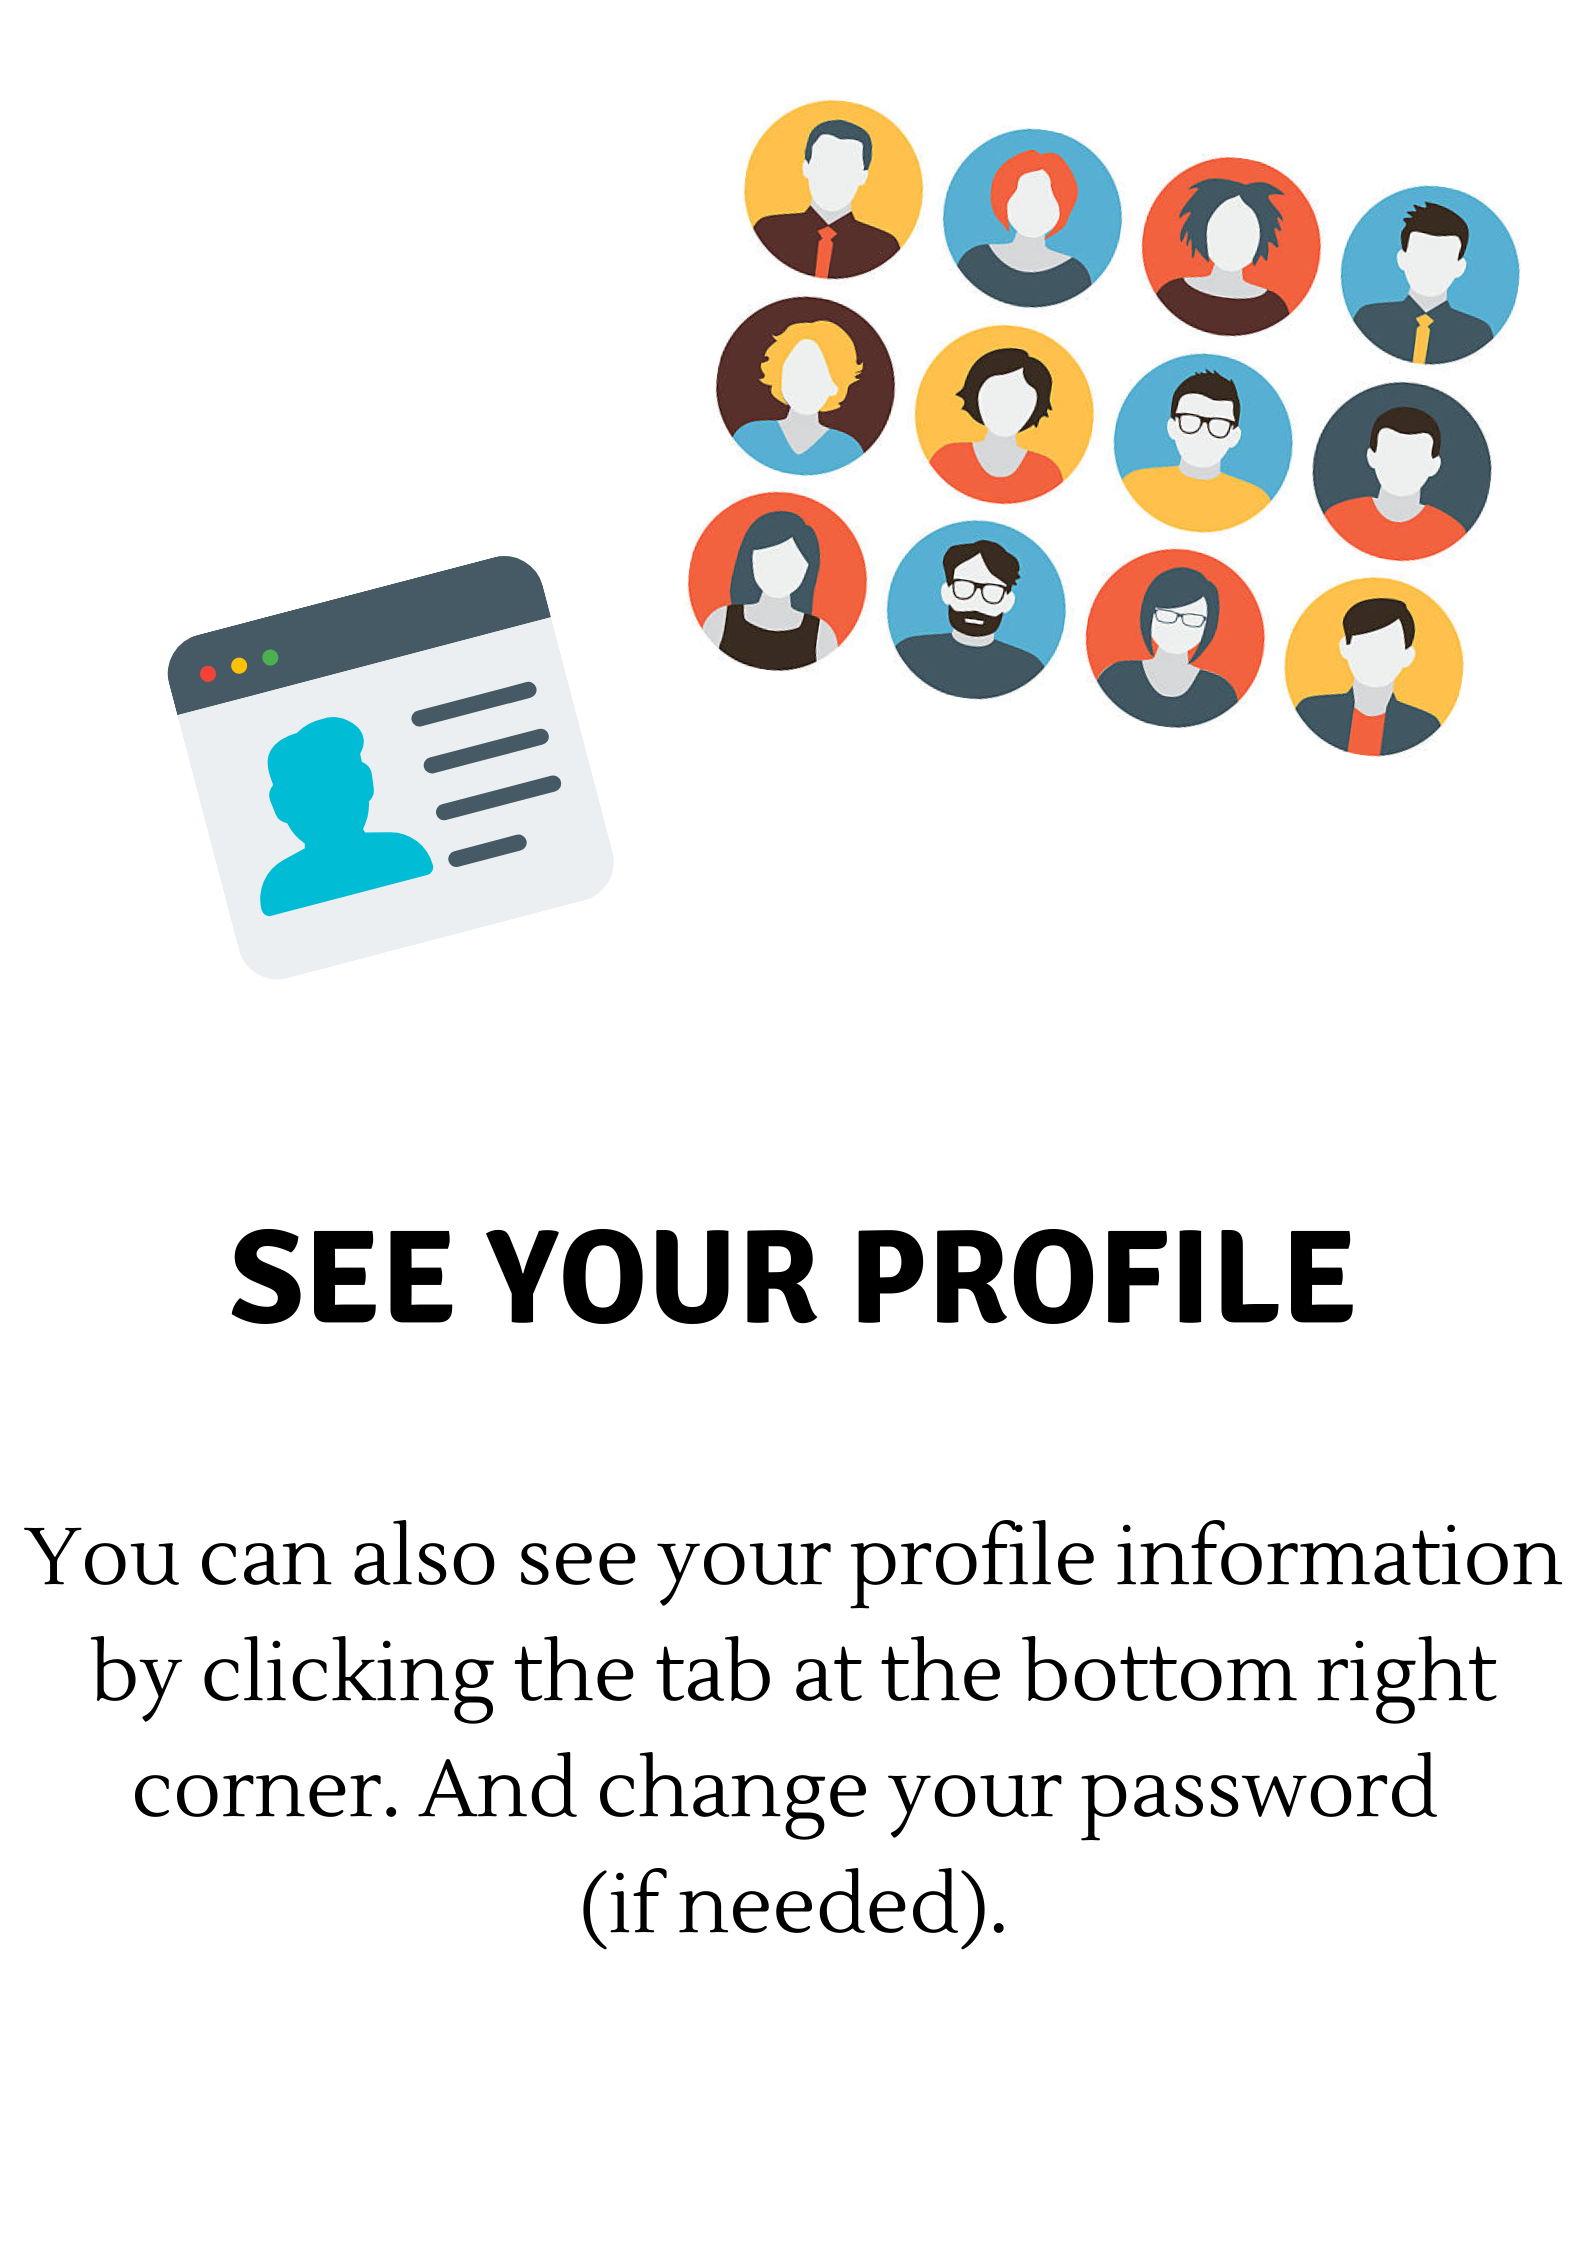 SEE YOUR PROFILE
You can also see your profile information
by clicking the tab at the bottom right
corner. And change your password
(if needed).